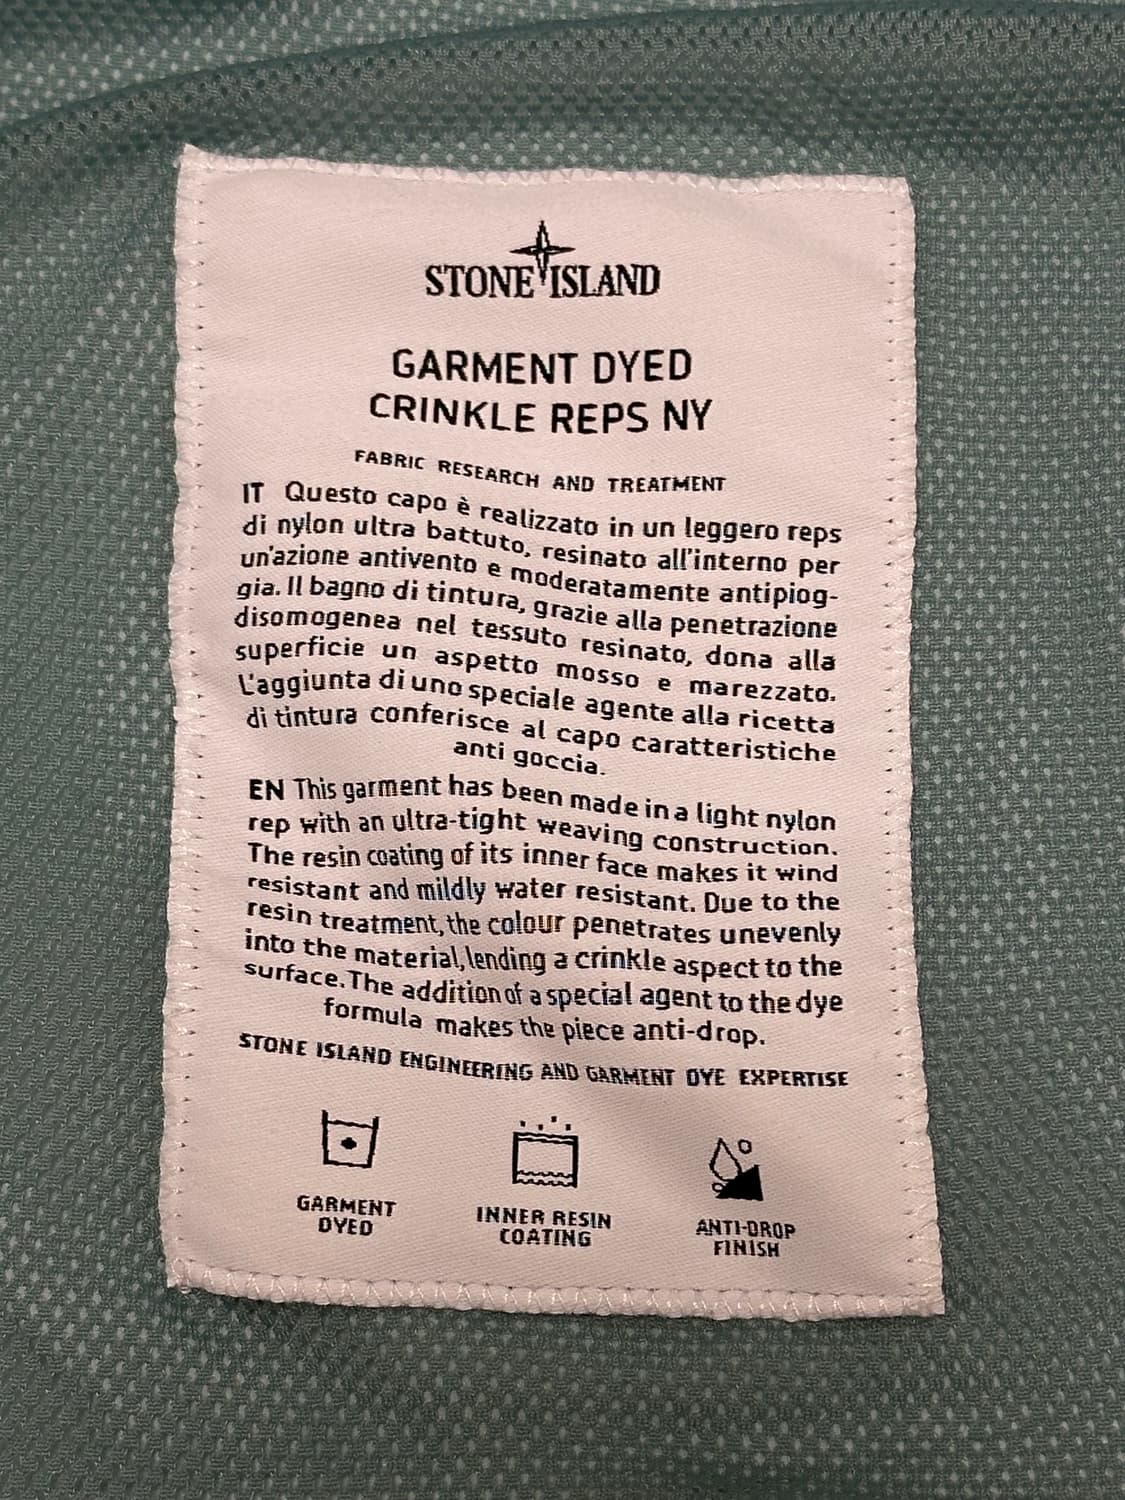 STONE ISLAND
GARMENT DYED
CRINKLE REPS NY
FABRIC RESEARCH AND TREATMENT
IT Questo capo è realizzato in un leggero reps
di nylon ultra battuto, resinato all'interno per
un'azione antivento e moderatamente antipiog-
gia. Il bagno di tintura, grazie alla penetrazione
disomogenea nel tessuto resinato, dona alla
superficie un aspetto mosso e marezzato.
L'aggiunta di uno speciale agente alla ricetta
di tintura conferisce al capo caratteristiche
anti goccia.
EN This garment has been made in a light nylon
rep with an ultra-tight weaving construction.
The resin coating of its inner face makes it wind
resistant and mildly water resistant. Due to the
resin treatment, the colour penetrates unevenly
into the material, lending a crinkle aspect to the
surface. The addition of a special agent to the dye
formula makes the piece anti-drop.
STONE ISLAND ENGINEERING AND GARMENT DYE EXPERTISE
GARMENT
DYED
INNER RESIN
COATING
ANTI-DROP
FINISH